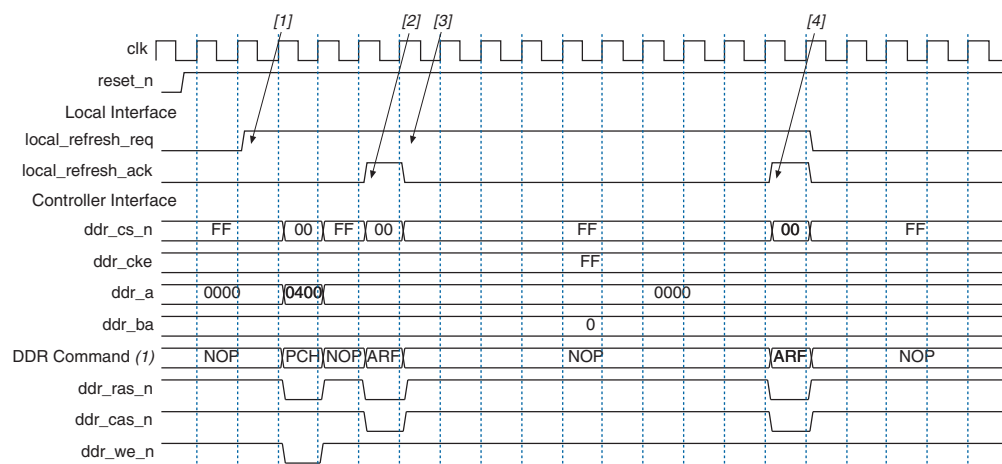 [1] [2] [3] [4]
clk
reset_n
Local Interface
local_refresh_req
local_refresh_ack
Controller Interface
ddr_cs_n FF 00 FF 00 FF 00 FF
ddr_cke FF
ddr_a 0000 0400 0000
ddr_ba 0
DDR Command (1) NOP PCH NOP ARF NOP ARF NOP
ddr_ras_n
ddr_cas_n
ddr_we_n